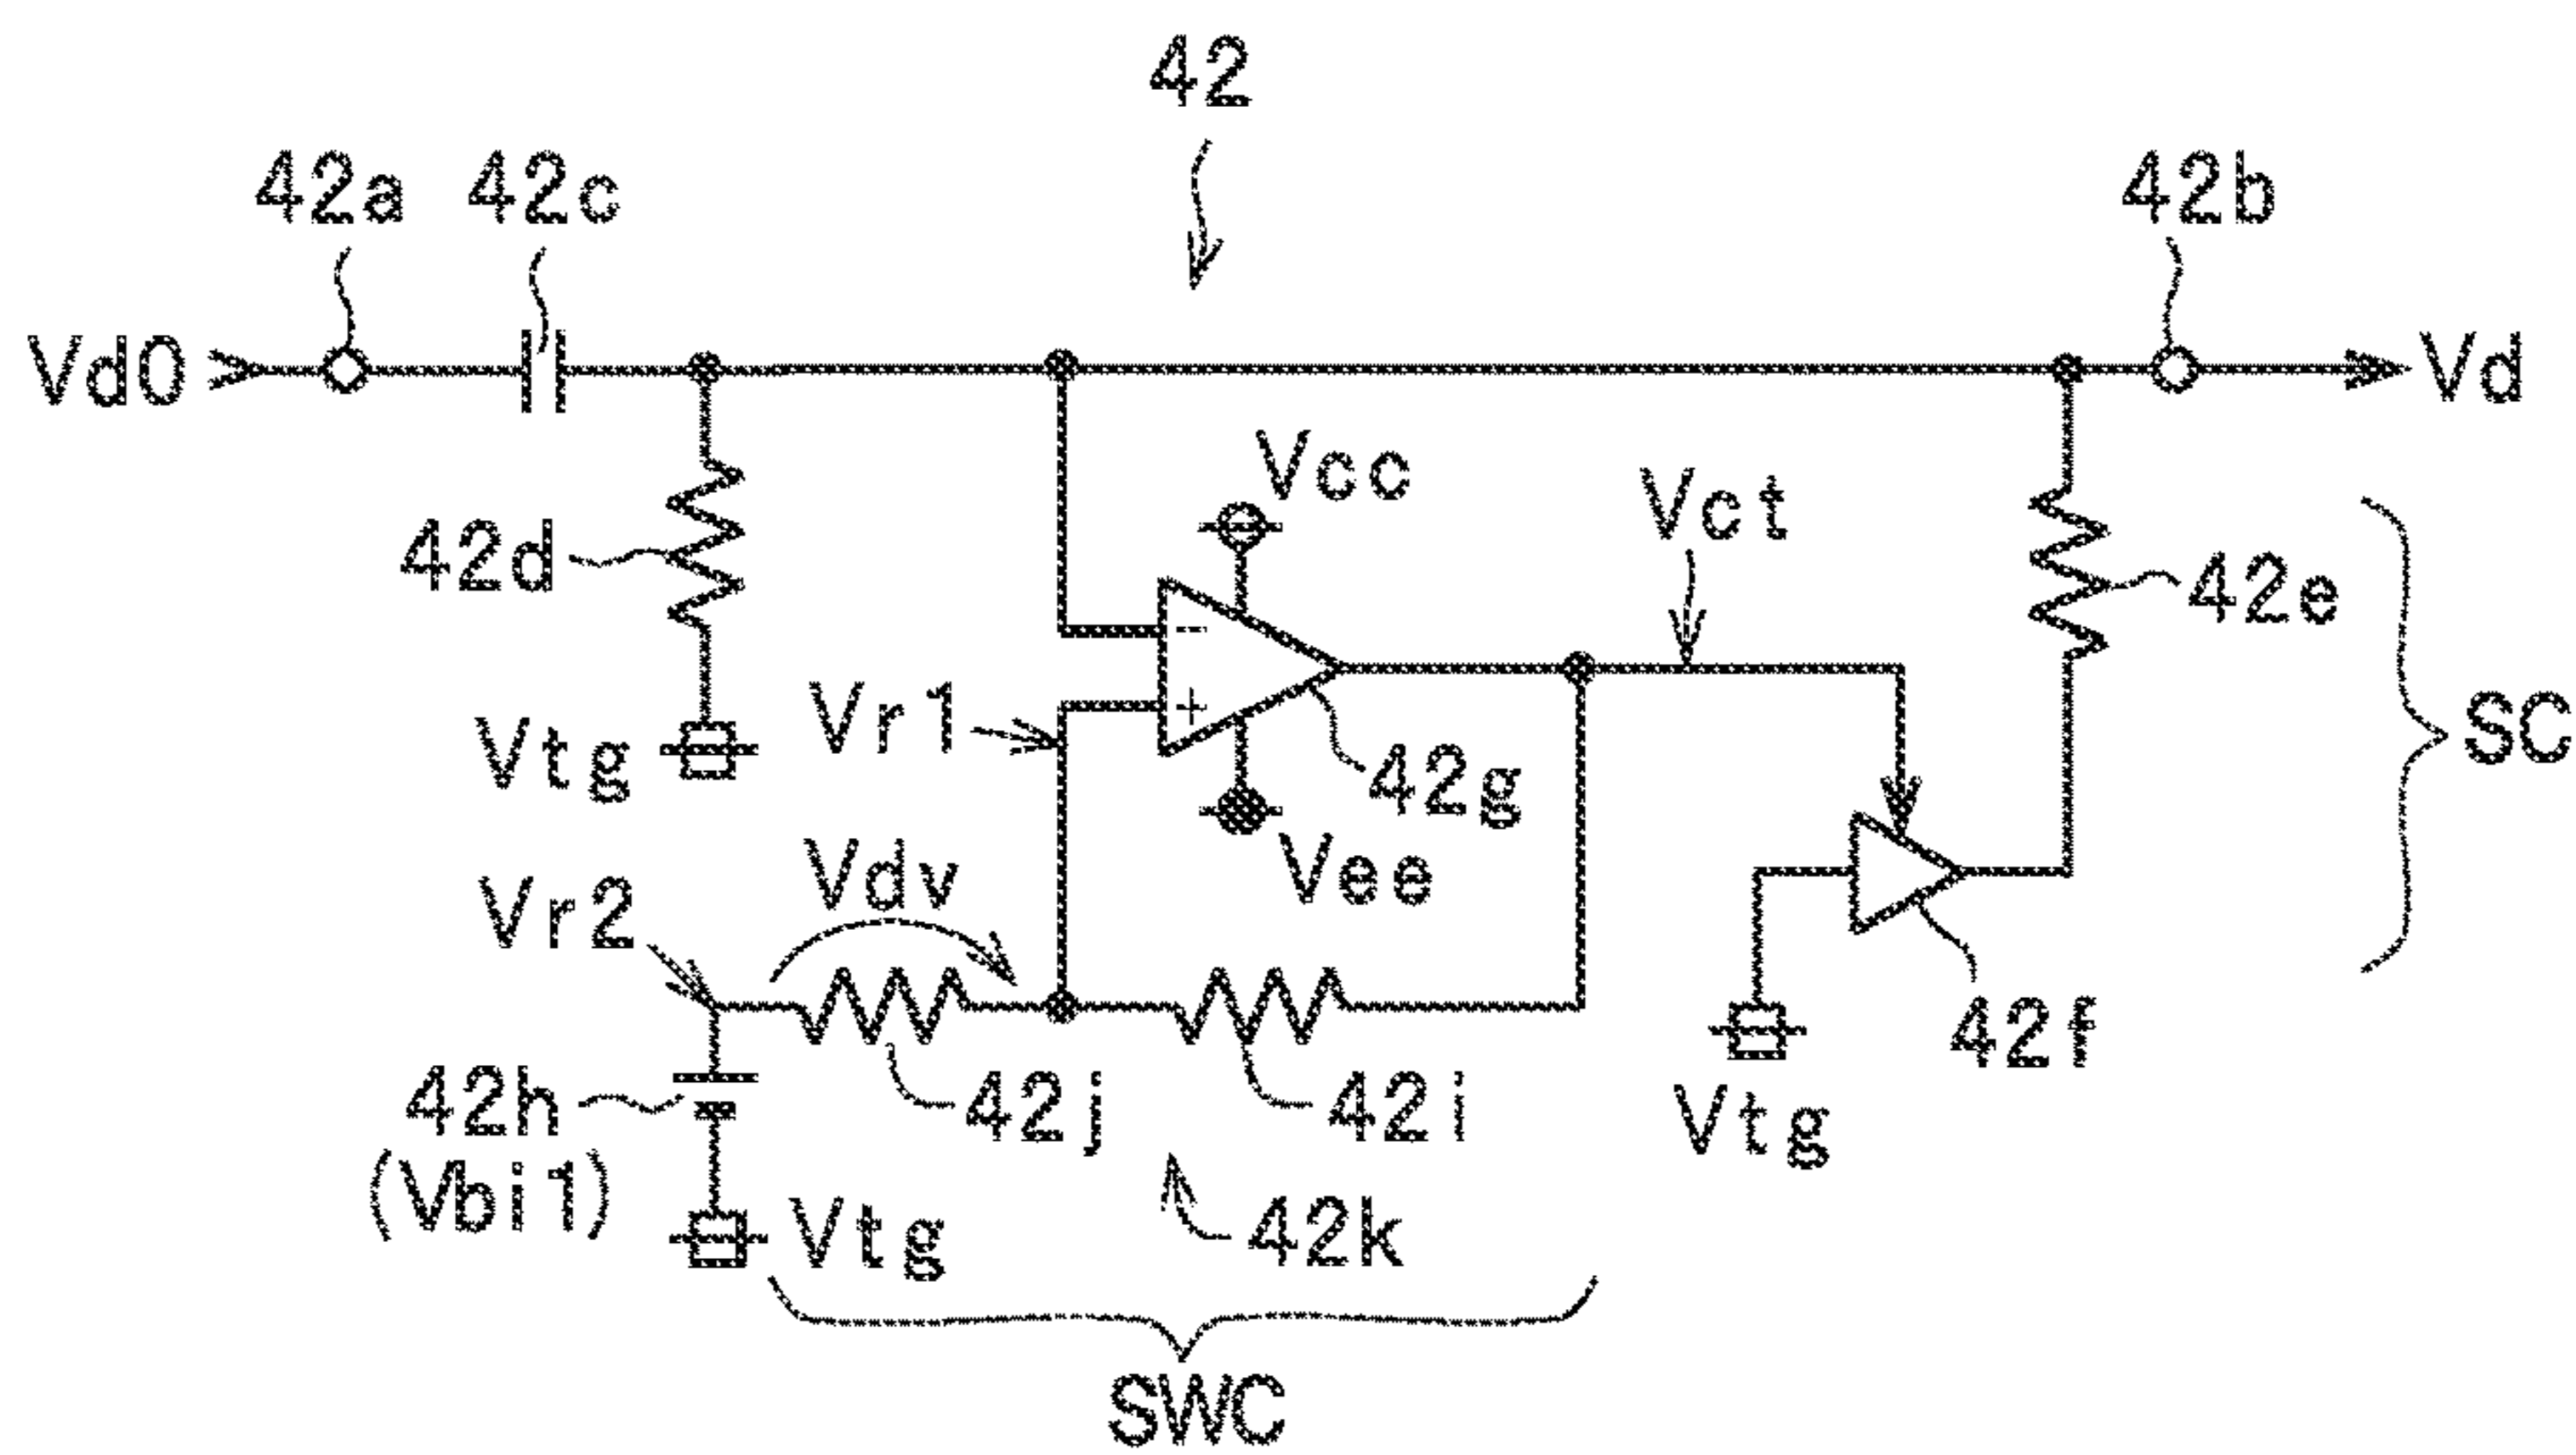 42
42a
42c
42b
Vd0
Vd
Vcc
Vct
42d
42e
-
Vtg
Vr1
+
42g
SC
Vee
Vdv
Vr2
42f
42h
(Vbi1)
42j
42i
Vtg
Vtg
42k
SWC